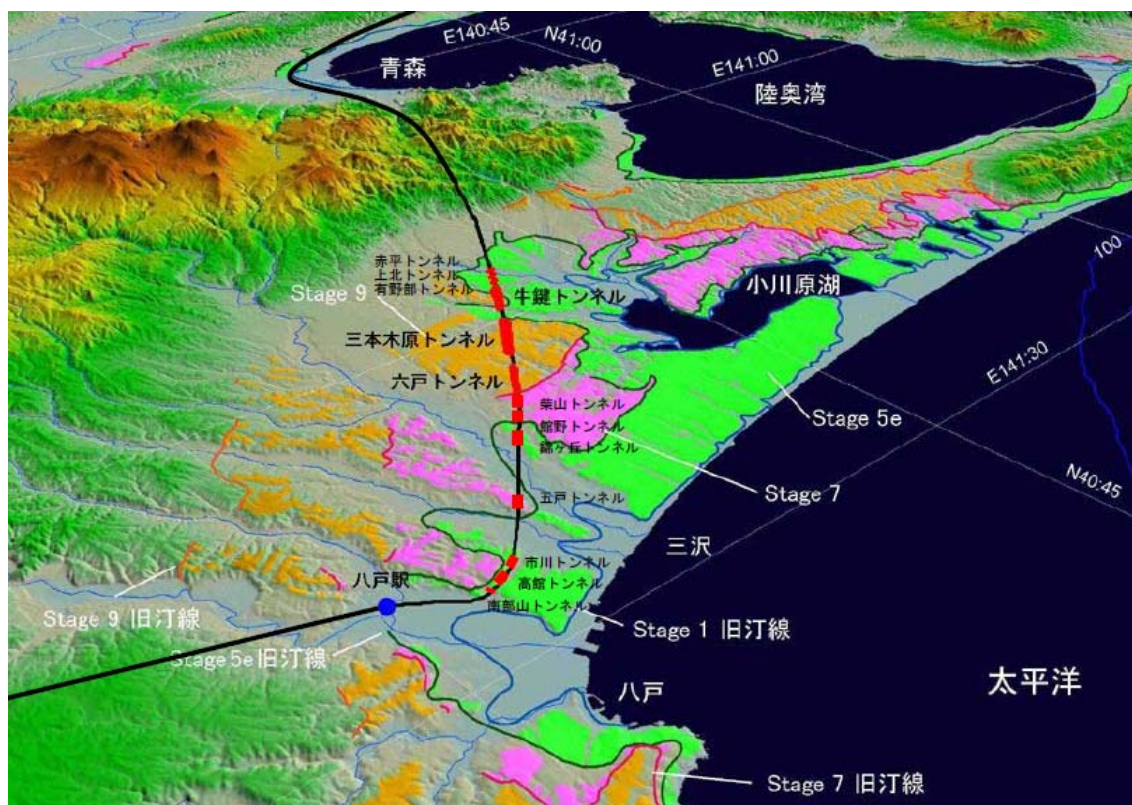 E140:45
N41:00
E141:00
青森
陸奥湾
100
赤平トンネル
上北トンネル
有野部トンネル
Stage 9
牛鍵トンネル
小川原湖
三本木原トンネル
E141:30
六戸トンネル
柴山トンネル
Stage 5e
館野トンネル
錦ヶ丘トンネル
N40:45
Stage 7
五戸トンネル
三沢
市川トンネル
八戸駅
高館トンネル
南部山トンネル
Stage 9 旧汀線
Stage 1 旧汀線
Stage 5e 旧汀線
太平洋
八戸
Stage 7 旧汀線